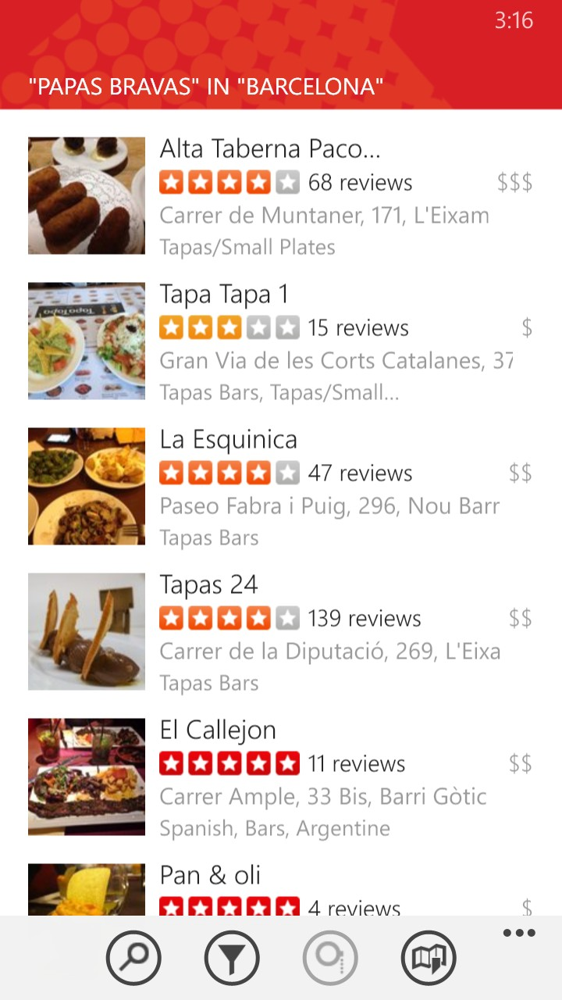 3:16
"PAPAS BRAVAS" IN "BARCELONA"
Alta Taberna Paco...
68 reviews $$$
Carrer de Muntaner, 171, L'Eixam
Tapas/Small Plates
Tapa Tapa 1
15 reviews $
Gran Via de les Corts Catalanes, 37
Tapas Bars, Tapas/Small...
La Esquinica
47 reviews $$
Paseo Fabra i Puig, 296, Nou Barr
Tapas Bars
Tapas 24
139 reviews $$
Carrer de la Diputació, 269, L'Eixa
Tapas Bars
El Callejon
11 reviews $$
Carrer Ample, 33 Bis, Barri Gòtic
Spanish, Bars, Argentine
Pan & oli
4 reviews $